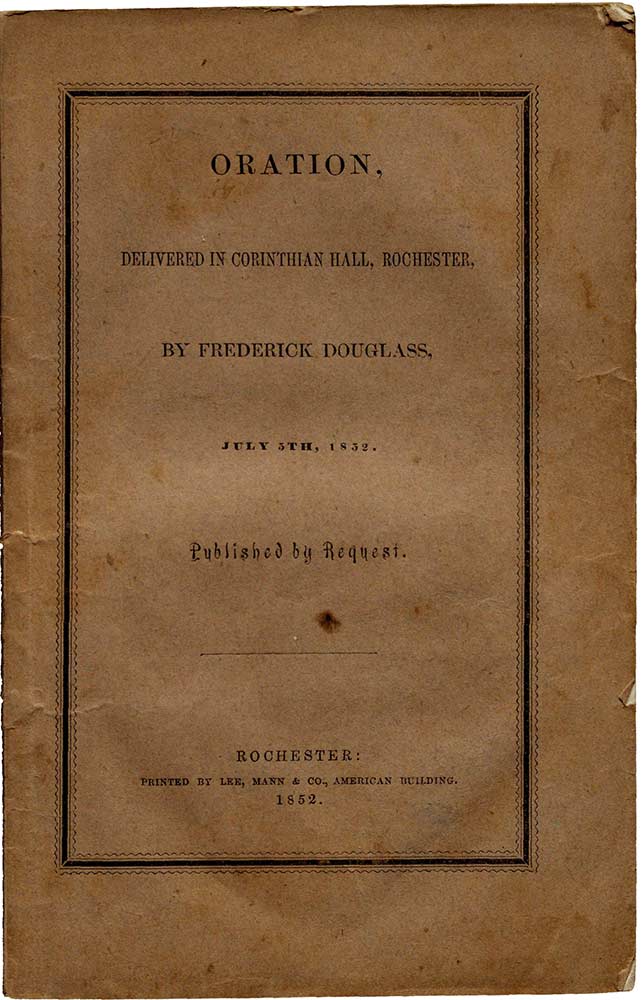 ORATION,
DELIVERED IN CORINTHIAN HALL, ROCHESTER,
BY FREDERICK DOUGLASS,
JULY 5TH, 1852.
Published by Request.
ROCHESTER:
PRINTED BY LEE, MANN & CO., AMERICAN BUILDING.
1852.